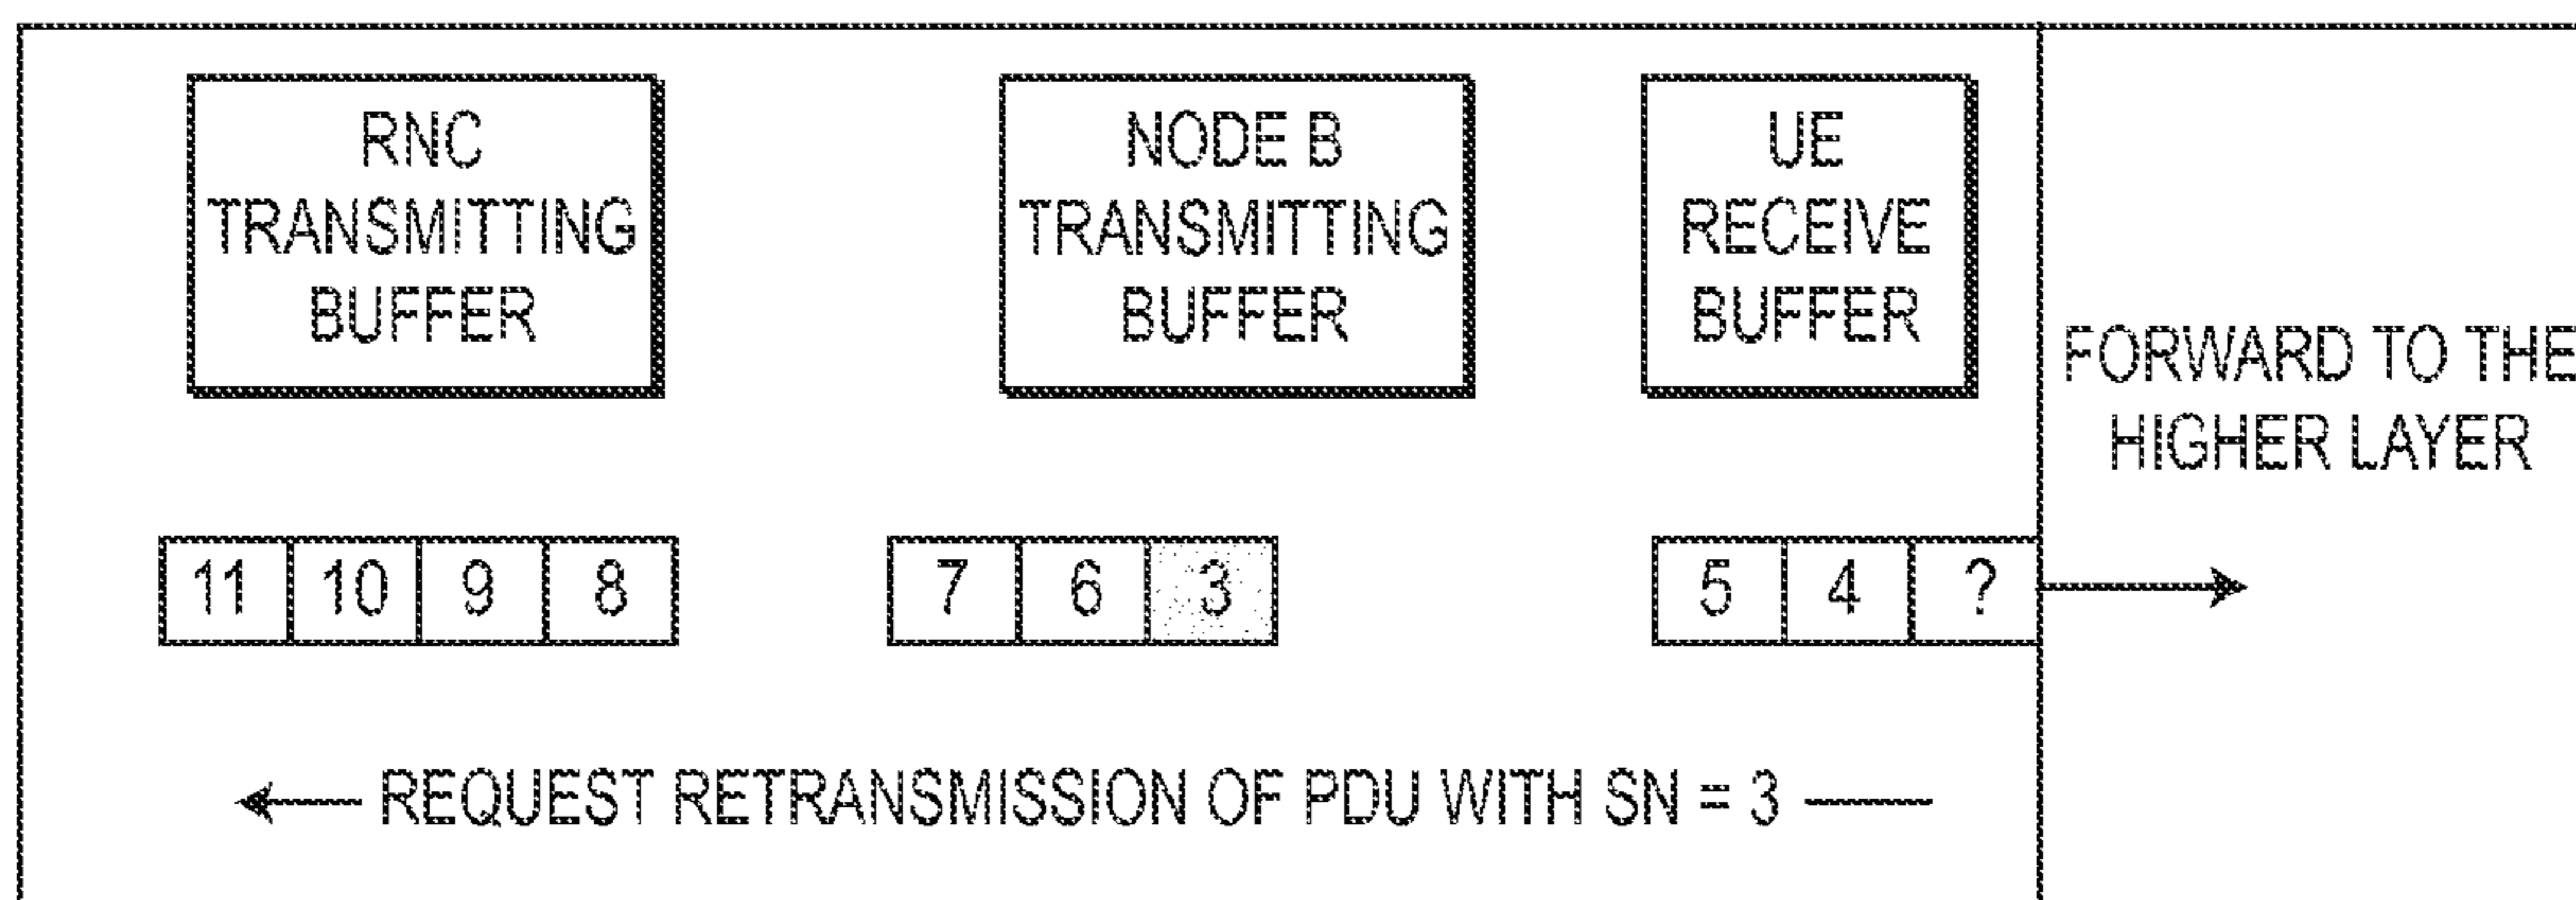 RNC
TRANSMITTING
BUFFER
NODE B
TRANSMITTING
BUFFER
UE
RECEIVE
BUFFER
FORWARD TO THE
HIGHER LAYER
11 10 9 8
7 6 3
5 4 ?
REQUEST RETRANSMISSION OF PDU WITH SN = 3